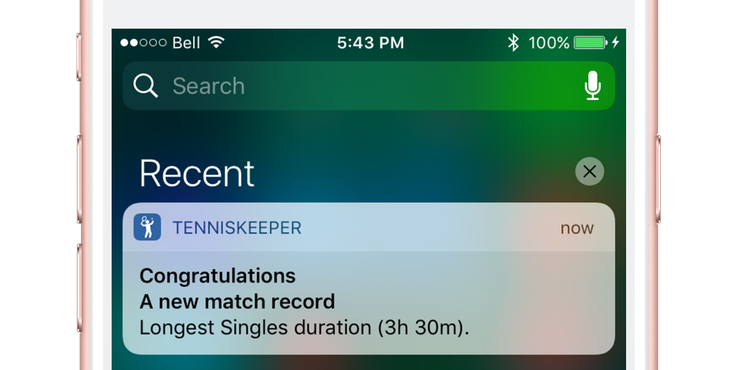 Bell 5:43 PM 100%
Search
Recent
TENNISKEEPER now
Congratulations
A new match record
Longest Singles duration (3h 30m).